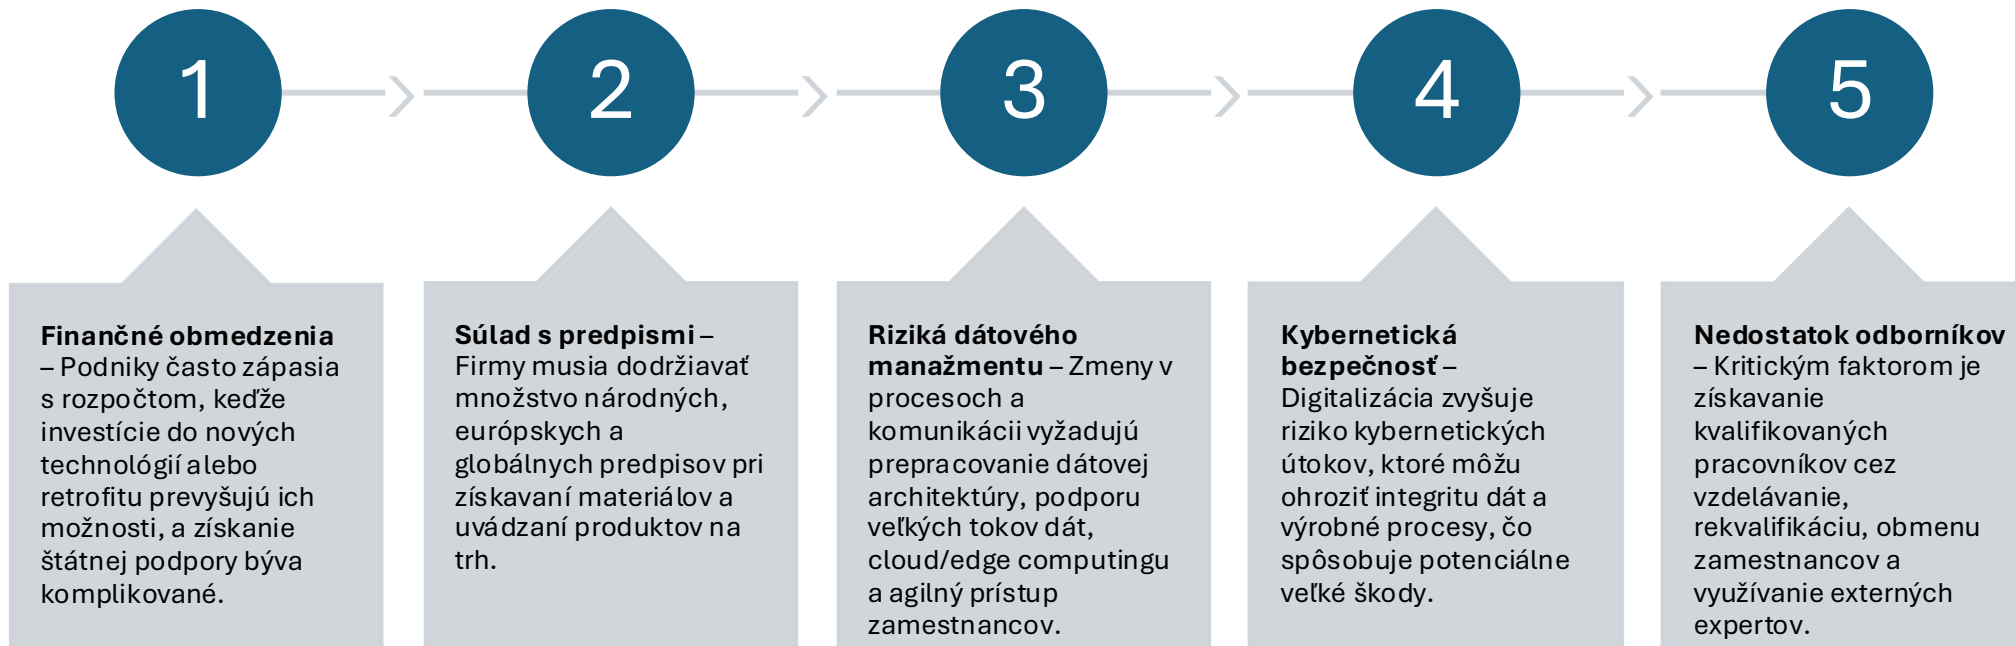 1
2
3
4
5
Finančné obmedzenia
– Podniky často zápasia
s rozpočtom, keďže
investície do nových
technológií alebo
retrofitu prevyšujú ich
možnosti, a získanie
štátnej podpory býva
komplikované.
Súlad s predpismi –
Firmy musia dodržiavať
množstvo národných,
európskych a
globálnych predpisov pri
získavaní materiálov a
uvádzaní produktov na
trh.
Riziká dátového
manažmentu – Zmeny v
procesoch a
komunikácii vyžadujú
prepracovanie dátovej
architektúry, podporu
veľkých tokov dát,
cloud/edge computingu
a agilný prístup
zamestnancov.
Kybernetická
bezpečnosť –
Digitalizácia zvyšuje
riziko kybernetických
útokov, ktoré môžu
ohroziť integritu dát a
výrobné procesy, čo
spôsobuje potenciálne
veľké škody.
Nedostatok odborníkov
– Kritickým faktorom je
získavanie
kvalifikovaných
pracovníkov cez
vzdelávanie,
rekvalifikáciu, obmenu
zamestnancov a
využívanie externých
expertov.